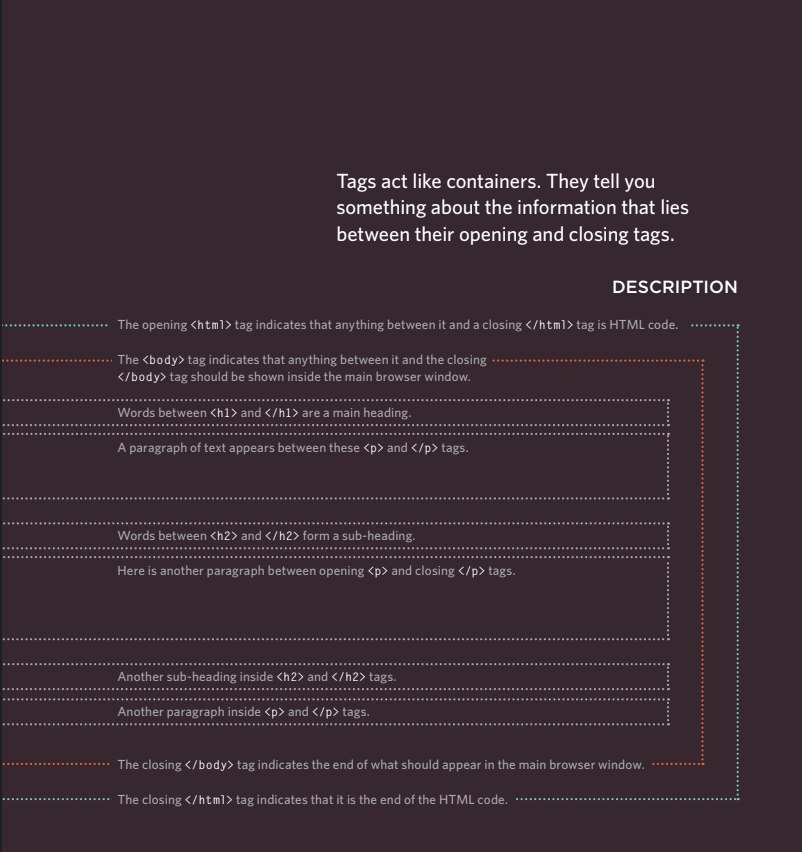 Tags act like containers. They tell you
something about the information that lies
between their opening and closing tags.
DESCRIPTION
The opening <html> tag indicates that anything between it and a closing </html> tag is HTML code.
The <body> tag indicates that anything between it and the closing
</body> tag should be shown inside the main browser window.
Words between <h1> and </h1> are a main heading.
A paragraph of text appears between these <p> and </p> tags.
Words between <h2> and </h2> form a sub-heading.
Here is another paragraph between opening <p> and closing </p> tags.
Another sub-heading inside <h2> and </h2> tags.
Another paragraph inside <p> and </p> tags.
The closing </body> tag indicates the end of what should appear in the main browser window.
The closing </html> tag indicates that it is the end of the HTML code.